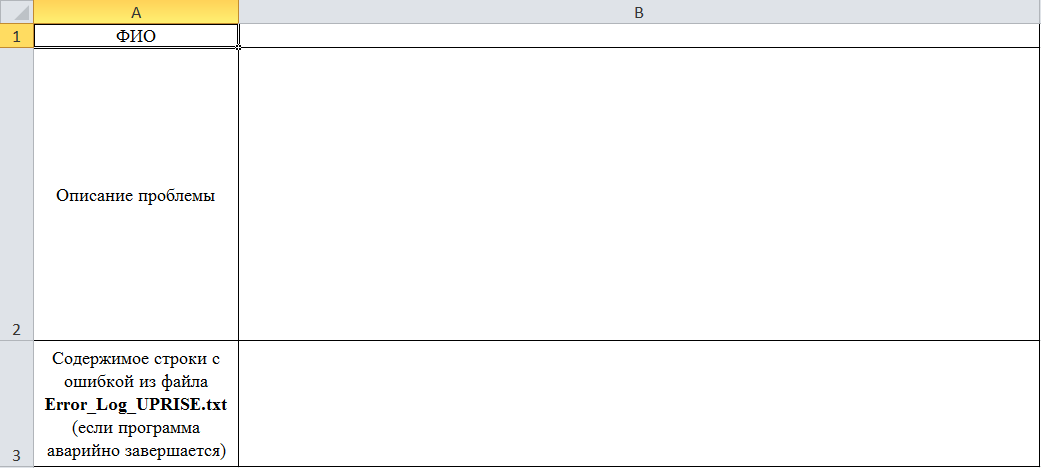 A B
1 ФИО
Описание проблемы
2
Содержимое строки с
ошибкой из файла
Error_Log_UPRISE.txt
(если программа
аварийно завершается)
3